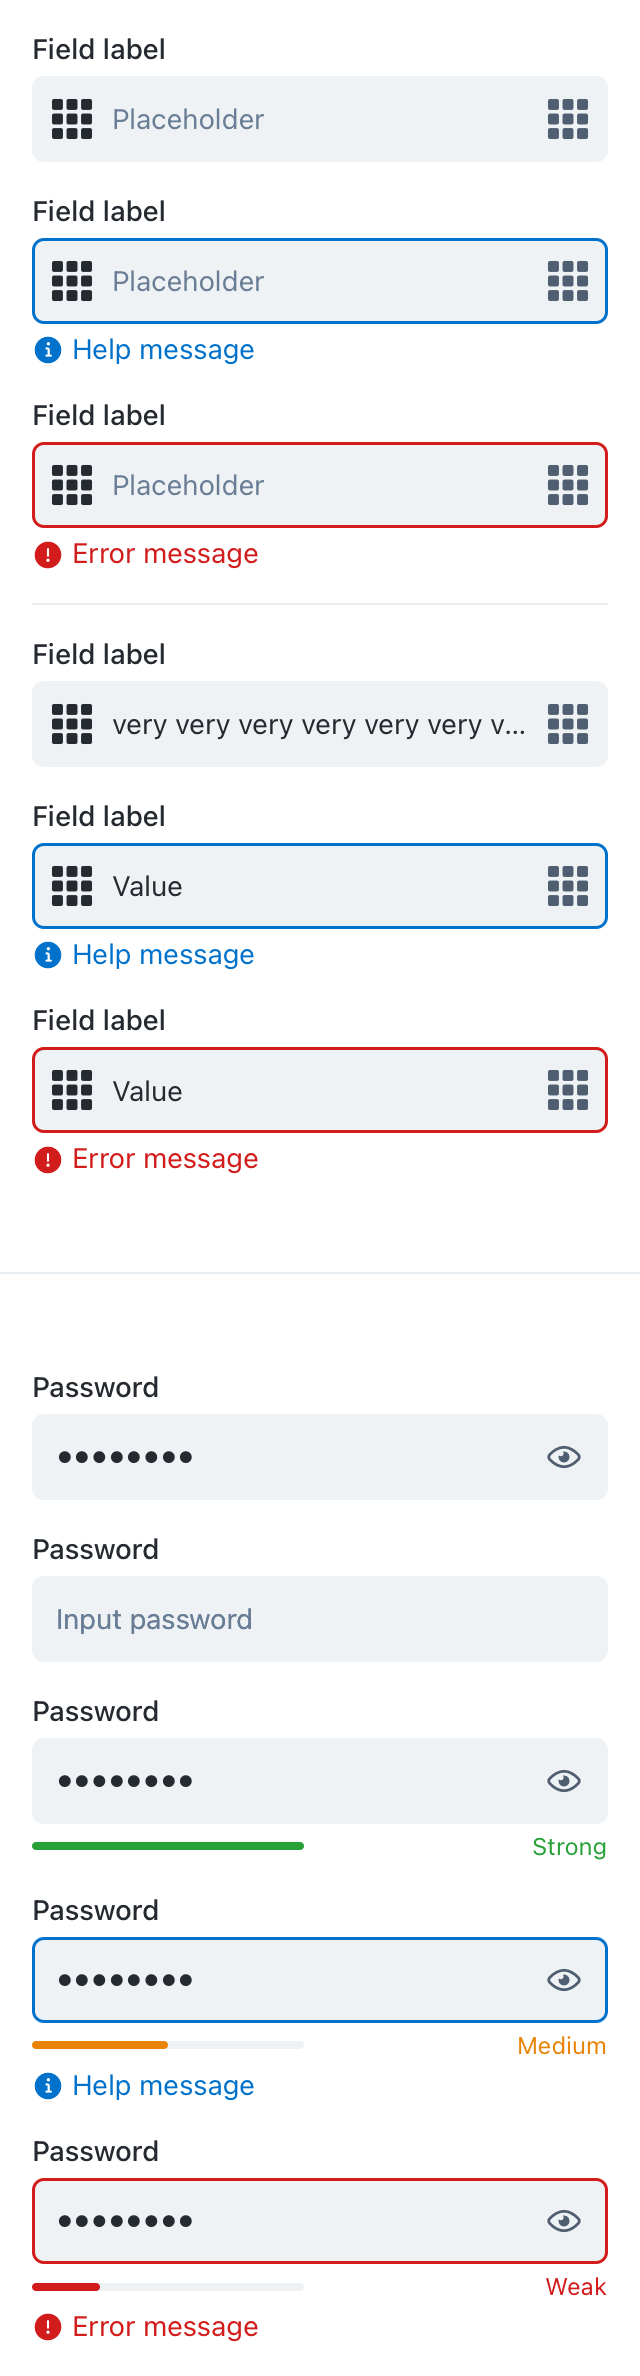 Field label
Placeholder
Field label
Placeholder
Help message
Field label
Placeholder
Error message
Field label
very very very very very very v...
Field label
Value
Help message
Field label
Value
Error message
Password
••••••••
Password
Input password
Password
••••••••
Strong
Password
••••••••
Medium
Help message
Password
••••••••
Weak
Error message